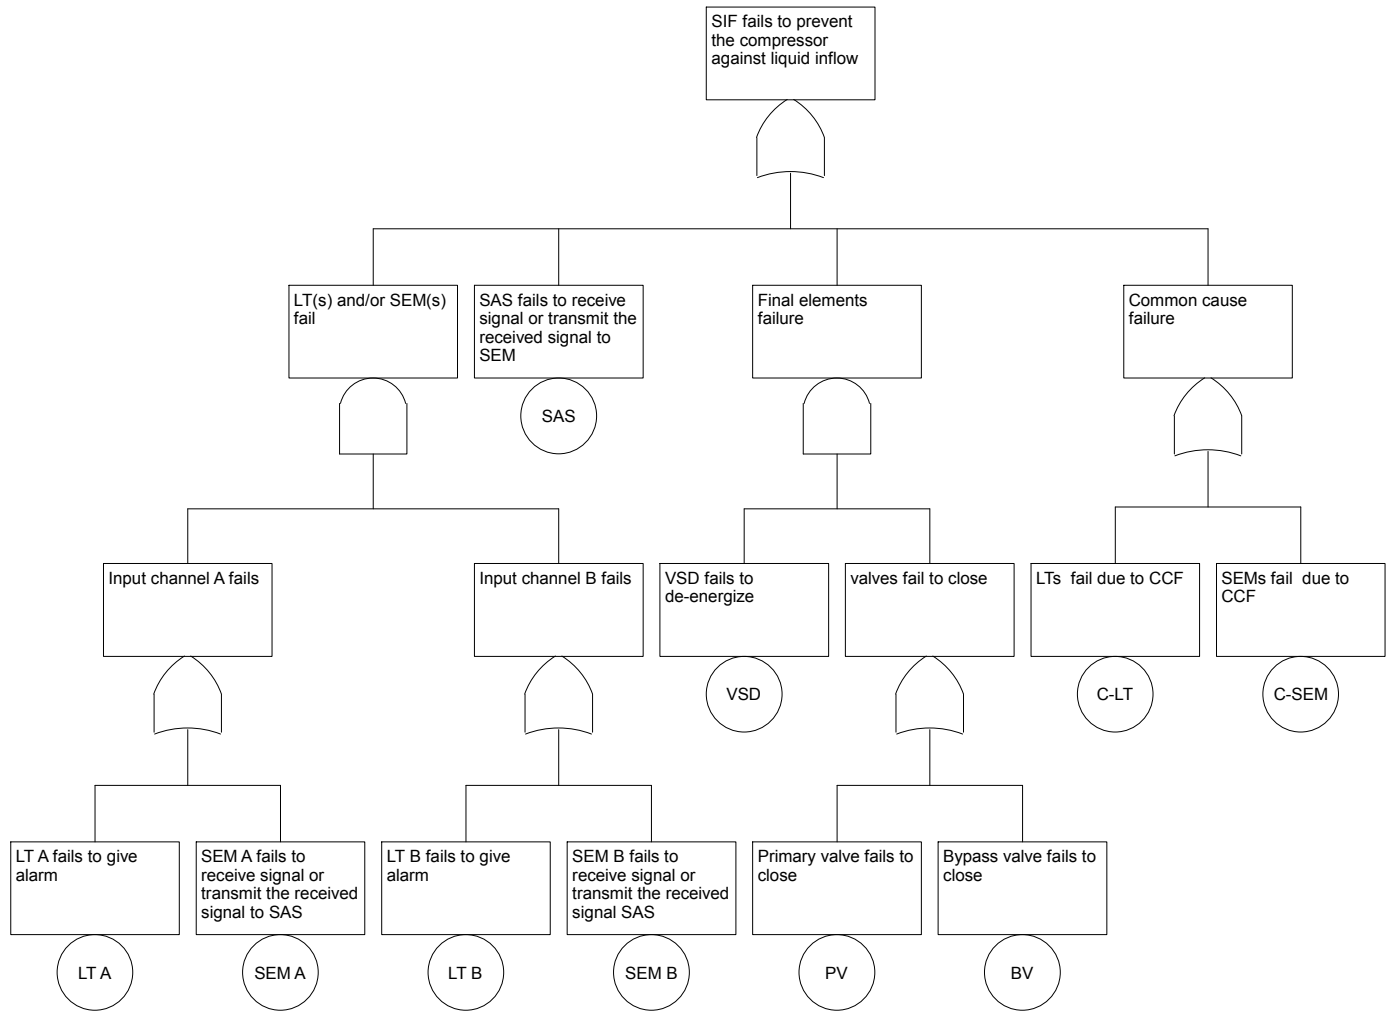 SIF fails to prevent
the compressor
against liquid inflow
LT(s) and/or SEM(s)
fail
SAS fails to receive
signal or transmit the
received signal to
SEM
Final elements
failure
Common cause
failure
SAS
Input channel A fails
Input channel B fails
VSD fails to
de-energize
valves fail to close
LTs fail due to CCF
SEMs fail due to
CCF
VSD
C-LT
C-SEM
LT A fails to give
alarm
SEM A fails to
receive signal or
transmit the received
signal to SAS
LT B fails to give
alarm
SEM B fails to
receive signal or
transmit the received
signal SAS
Primary valve fails to
close
Bypass valve fails to
close
LT A
SEM A
LT B
SEM B
PV
BV